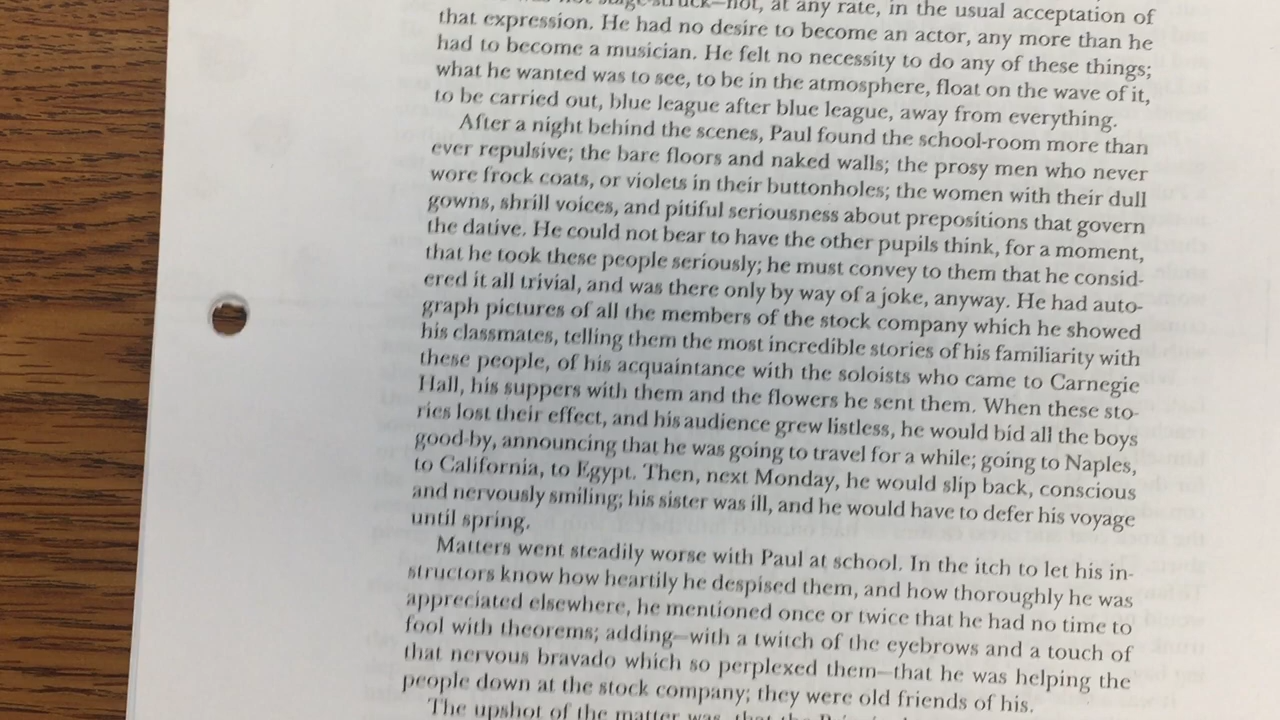 not, at any rate, in the usual acceptation of
that expression. He had no desire to become an actor, any more than he
had to become a musician. He felt no necessity to do any of these things;
what he wanted was to see, to be in the atmosphere, float on the wave of it,
to be carried out, blue league after blue league, away from everything.
After a night behind the scenes, Paul found the school-room more than
ever repulsive; the bare floors and naked walls; the prosy men who never
wore frock coats, or violets in their buttonholes; the women with their dull
gowns, shrill voices, and pitiful seriousness about prepositions that govern
the dative. He could not bear to have the other pupils think, for a moment,
that he took these people seriously; he must convey to them that he consid-
ered it all trivial, and was there only by way of a joke, anyway. He had auto-
graph pictures of all the members of the stock company which he showed
his classmates, telling them the most incredible stories of his familiarity with
these people, of his acquaintance with the soloists who came to Carnegie
Hall, his suppers with them and the flowers he sent them. When these sto-
ries lost their effect, and his audience grew listless, he would bid all the boys
good-by, announcing that he was going to travel for a while; going to Naples,
to California, to Egypt. Then, next Monday, he would slip back, conscious
and nervously smiling; his sister was ill, and he would have to defer his voyage
until spring.
Matters went steadily worse with Paul at school. In the itch to let his in-
structors know how heartily he despised them, and how thoroughly he was
appreciated elsewhere, he mentioned once or twice that he had no time to
fool with theorems; adding—with a twitch of the eyebrows and a touch of
that nervous bravado which so perplexed them—that he was helping the
people down at the stock company; they were old friends of his.
The upshot of the matter was, that the